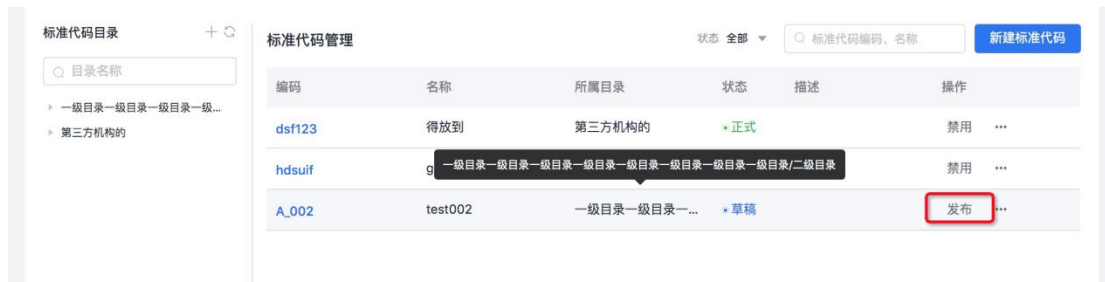 标准代码目录
目录名称
一级目录一级目录一级目录一级...
第三方机构的
标准代码管理
状态 全部
标准代码编码、名称
新建标准代码
编码 名称 所属目录 状态 描述 操作
dsf123 得放到 第三方机构的 正式 禁用 ...
一级目录一级目录一级目录一级目录一级目录一级目录一级目录一级目录/二级目录
hdsuif g 禁用 ...
A_002 test002 一级目录一级目录一... 草稿 发布 ...